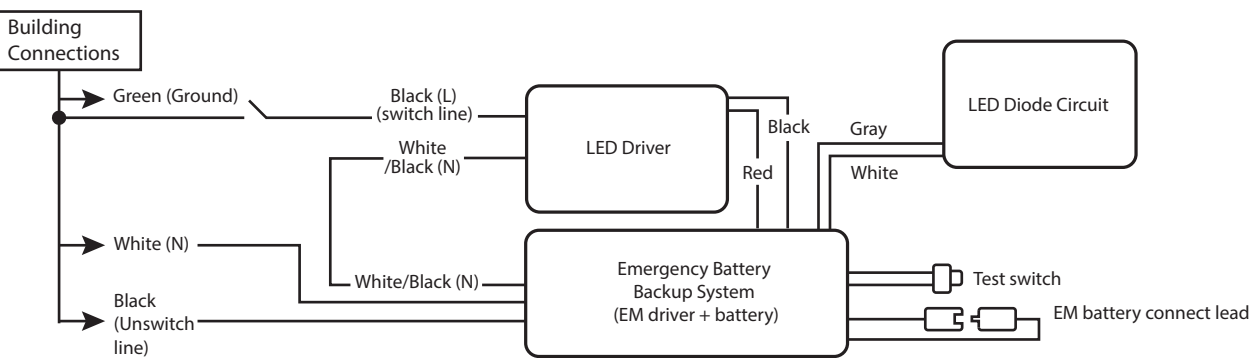 Building
Connections
Green (Ground)
Black (L)
(switch line)
White
/Black (N)
LED Driver
Black
Red
Gray
White
LED Diode Circuit
White (N)
White/Black (N)
Black
(Unswitch
line)
Emergency Battery
Backup System
(EM driver + battery)
Test switch
EM battery connect lead